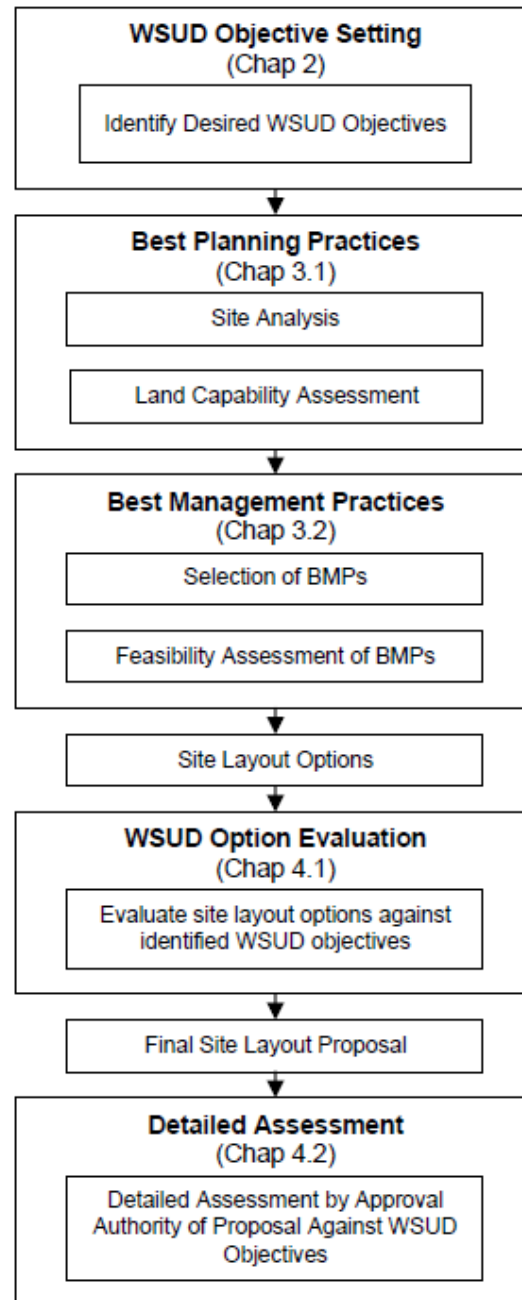 WSUD Objective Setting
(Chap 2)
Identify Desired WSUD Objectives
Best Planning Practices
(Chap 3.1)
Site Analysis
Land Capability Assessment
Best Management Practices
(Chap 3.2)
Selection of BMPs
Feasibility Assessment of BMPs
Site Layout Options
WSUD Option Evaluation
(Chap 4.1)
Evaluate site layout options against
identified WSUD objectives
Final Site Layout Proposal
Detailed Assessment
(Chap 4.2)
Detailed Assessment by Approval
Authority of Proposal Against WSUD
Objectives